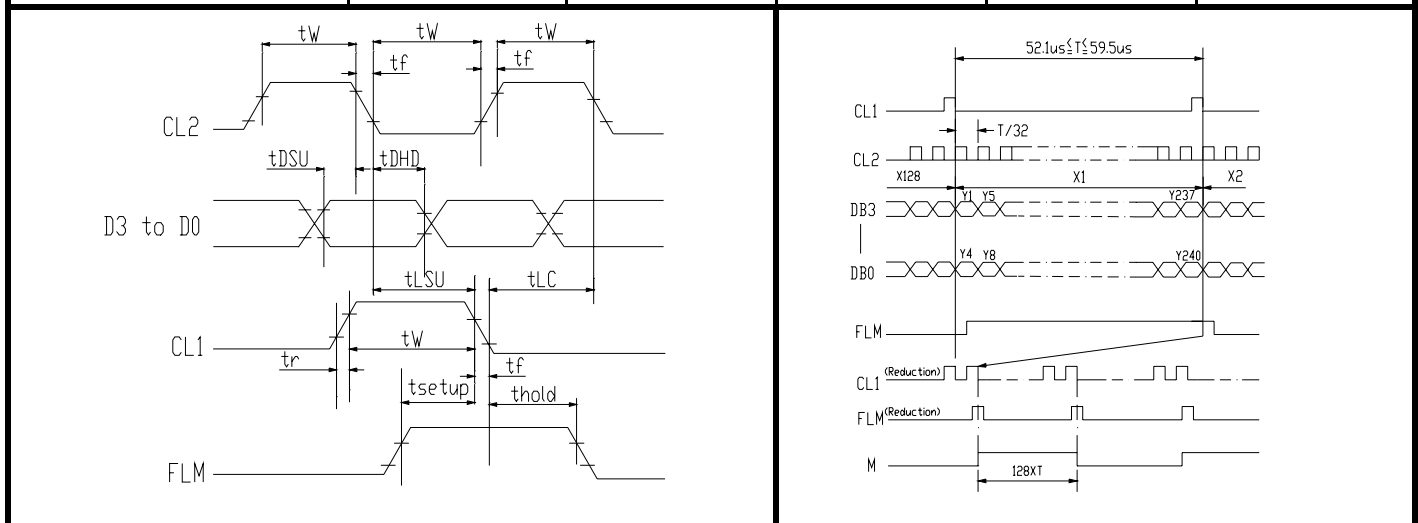 tW tW tW
tf tf
CL2
tDSU tDHD
D3 to D0
tLSU tLC
CL1
tW
tr tf
tsetup thold
FLM
52.1us≦T≦59.5us
CL1
T/32
CL2
X128 X1 X2
Y1 Y5 Y237
DB3
Y4 Y8 Y240
DB0
FLM
CL1(Reduction)
FLM(Reduction)
M
128XT